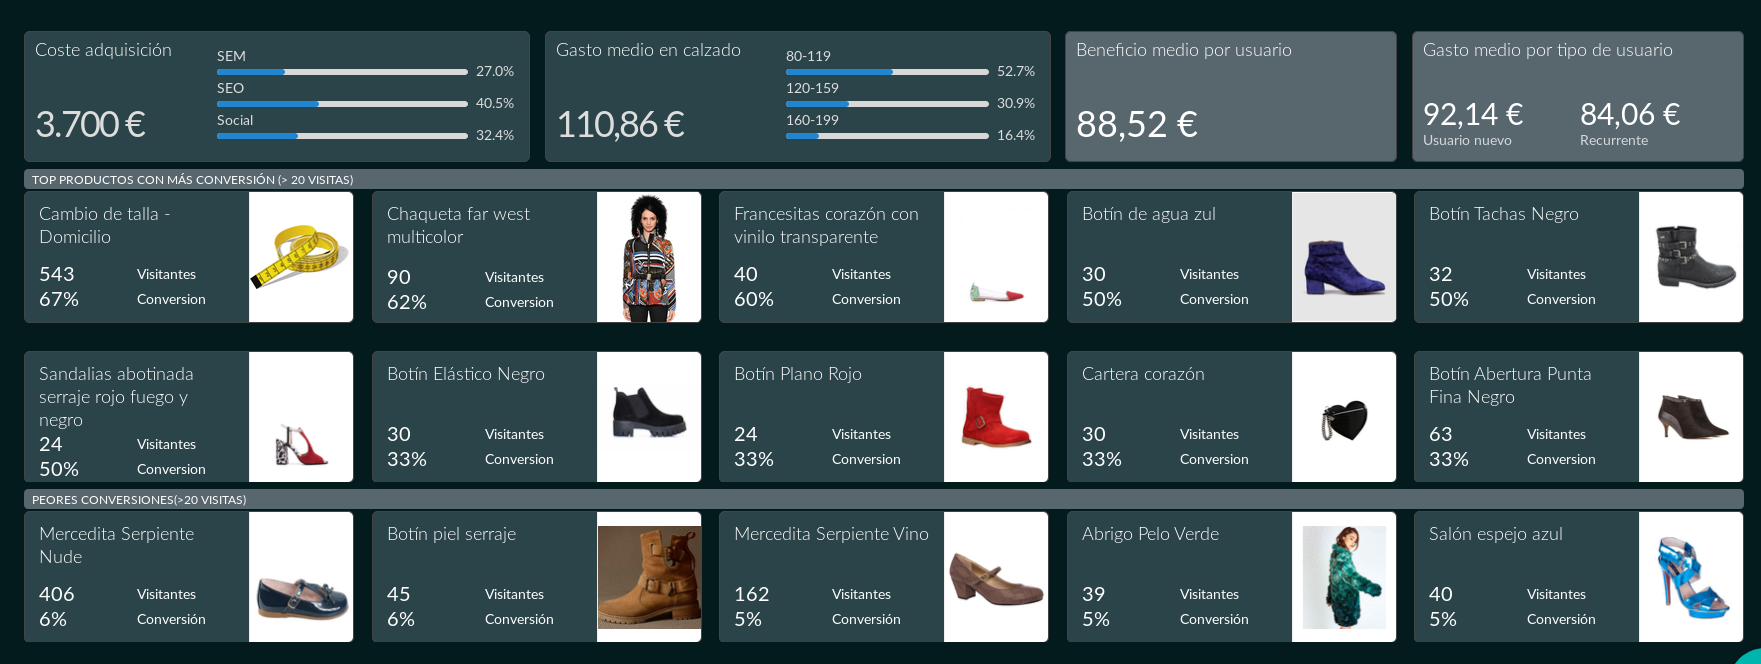 Coste adquisición
3.700 €
SEM
27.0%
SEO
40.5%
Social
32.4%
Gasto medio en calzado
110,86 €
80-119
52.7%
120-159
30.9%
160-199
16.4%
Beneficio medio por usuario
88,52 €
Gasto medio por tipo de usuario
92,14 €
Usuario nuevo
84,06 €
Recurrente
TOP PRODUCTOS CON MÁS CONVERSIÓN (> 20 VISITAS)
Cambio de talla -
Domicilio
543 Visitantes
67% Conversion
Chaqueta far west
multicolor
90 Visitantes
62% Conversion
Francesitas corazón con
vinilo transparente
40 Visitantes
60% Conversion
Botín de agua zul
30 Visitantes
50% Conversion
Botín Tachas Negro
32 Visitantes
50% Conversion
Sandalias abotinada
serraje rojo fuego y
negro
24 Visitantes
50% Conversion
Botín Elástico Negro
30 Visitantes
33% Conversion
Botín Plano Rojo
24 Visitantes
33% Conversion
Cartera corazón
30 Visitantes
33% Conversion
Botín Abertura Punta
Fina Negro
63 Visitantes
33% Conversion
PEORES CONVERSIONES(>20 VISITAS)
Mercedita Serpiente
Nude
406 Visitantes
6% Conversión
Botín piel serraje
45 Visitantes
6% Conversión
Mercedita Serpiente Vino
162 Visitantes
5% Conversión
Abrigo Pelo Verde
39 Visitantes
5% Conversión
Salón espejo azul
40 Visitantes
5% Conversión